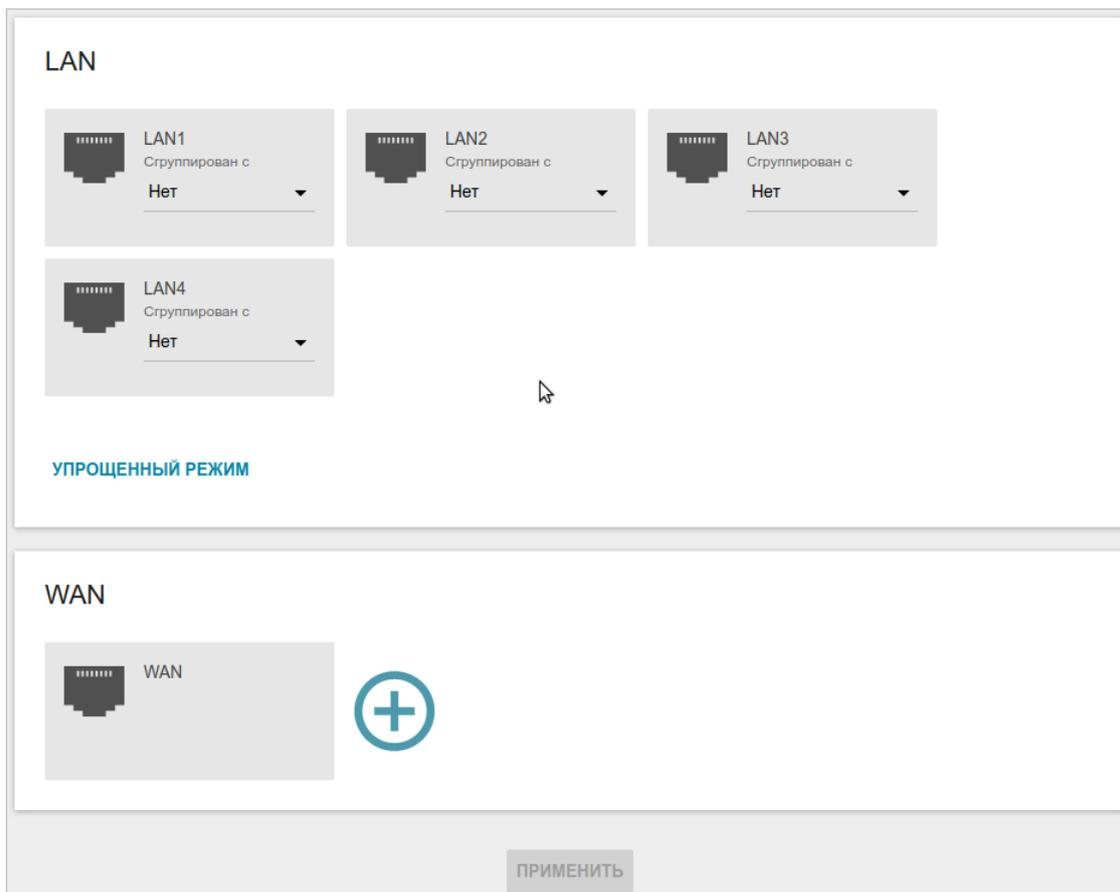 LAN
LAN1
Сгруппирован с
Нет
LAN2
Сгруппирован с
Нет
LAN3
Сгруппирован с
Нет
LAN4
Сгруппирован с
Нет
УПРОЩЕННЫЙ РЕЖИМ
WAN
WAN
ПРИМЕНИТЬ